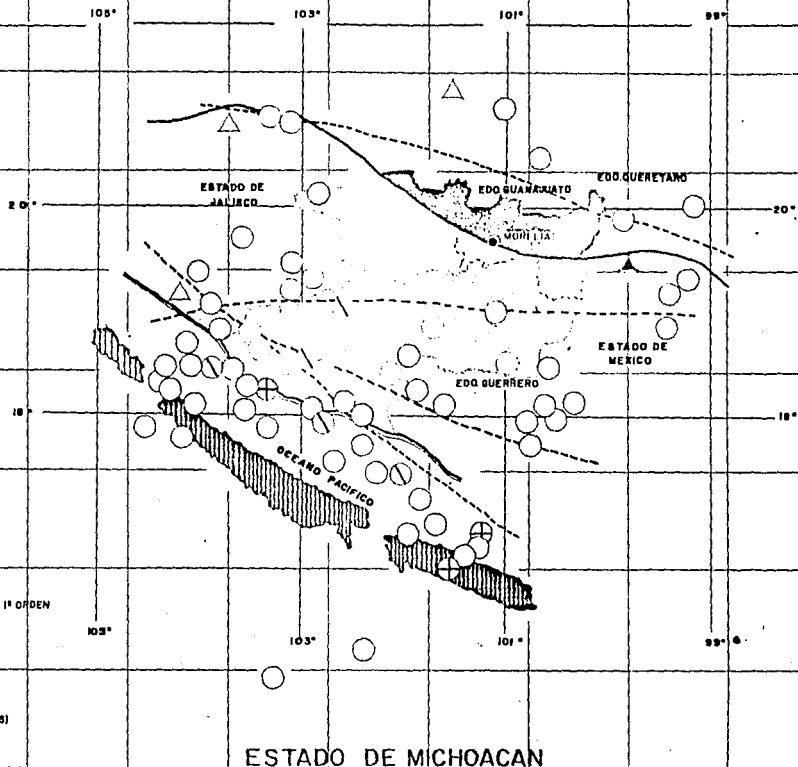 105° 103° 101° 99°
EDO. QUERETARO
ESTADO DE
JALISCO
EDO. GUANAJUATO
20° 20°
MORELIA
ESTADO DE
MEXICO
EDO. GUERRERO
18° 18°
OCEANO PACIFICO
1º ORDEN
105° 103° 101° 99°
S)
ESTADO DE MICHOACAN